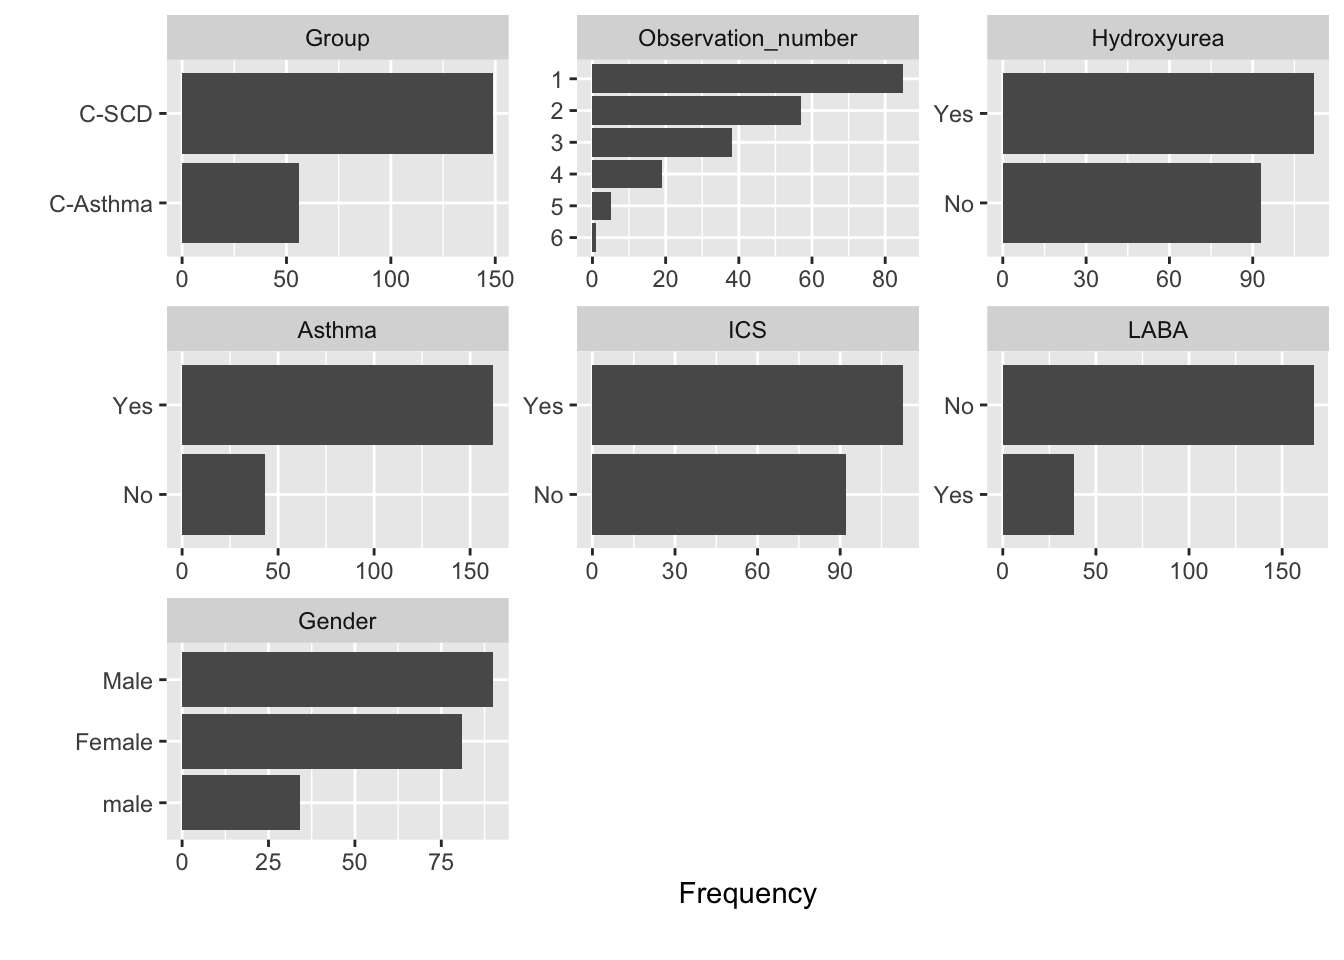 Group
C-SCD
C-Asthma
0 50 100 150
Observation_number
1
2
3
4
5
6
0 20 40 60 80
Hydroxyurea
Yes
No
0 30 60 90
Asthma
Yes
No
0 50 100 150
ICS
Yes
No
0 30 60 90
LABA
No
Yes
0 50 100 150
Gender
Male
Female
male
0 25 50 75
Frequency